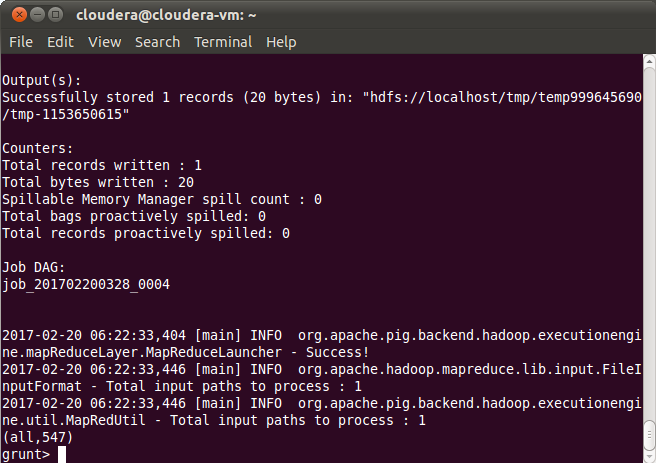 cloudera@cloudera-vm: ~
File Edit View Search Terminal Help
Output(s):
Successfully stored 1 records (20 bytes) in: "hdfs://localhost/tmp/temp999645690
/tmp-1153650615"
Counters:
Total records written : 1
Total bytes written : 20
Spillable Memory Manager spill count : 0
Total bags proactively spilled: 0
Total records proactively spilled: 0
Job DAG:
job_201702200328_0004
2017-02-20 06:22:33,404 [main] INFO  org.apache.pig.backend.hadoop.executionengi
ne.mapReduceLayer.MapReduceLauncher - Success!
2017-02-20 06:22:33,446 [main] INFO  org.apache.hadoop.mapreduce.lib.input.FileI
nputFormat - Total input paths to process : 1
2017-02-20 06:22:33,446 [main] INFO  org.apache.pig.backend.hadoop.executionengi
ne.util.MapRedUtil - Total input paths to process : 1
(all,547)
grunt>